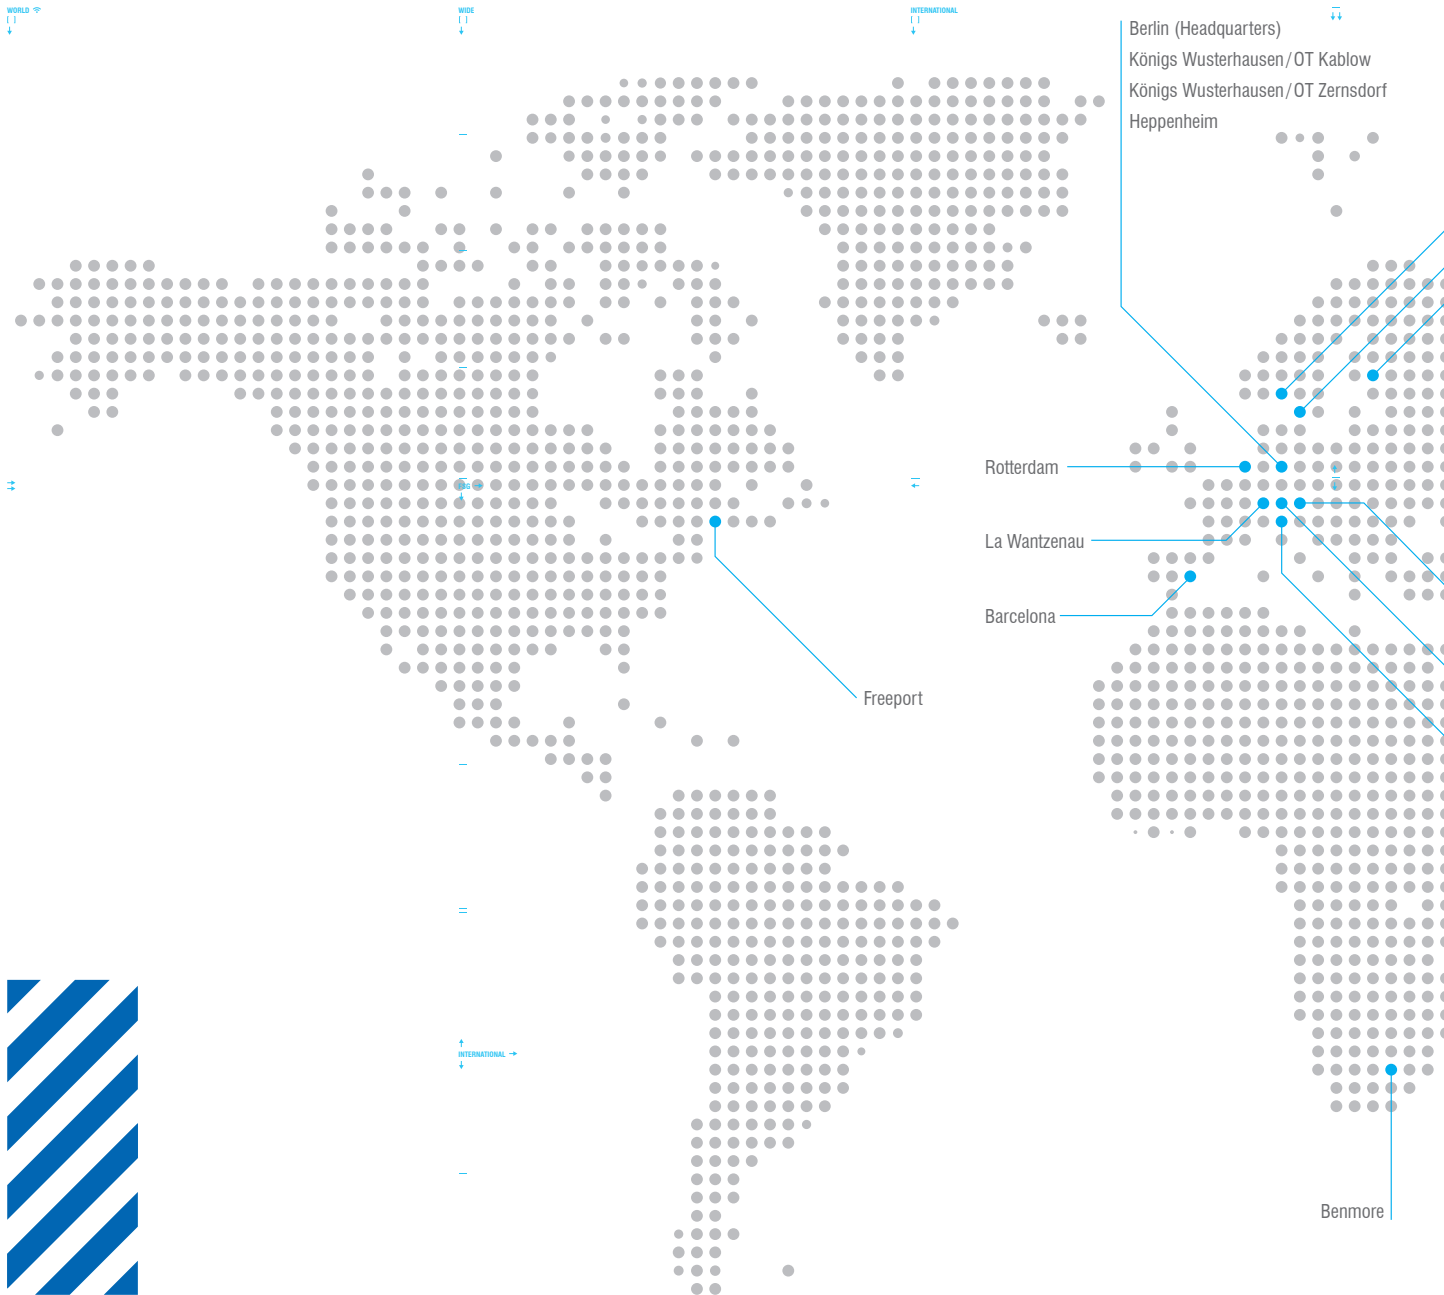 WORLD
WIDE
INTERNATIONAL
Berlin (Headquarters)
Königs Wusterhausen/OT Kablow
Königs Wusterhausen/OT Zernsdorf
Heppenheim
Rotterdam
La Wantzenau
Barcelona
Freeport
INTERNATIONAL
Benmore